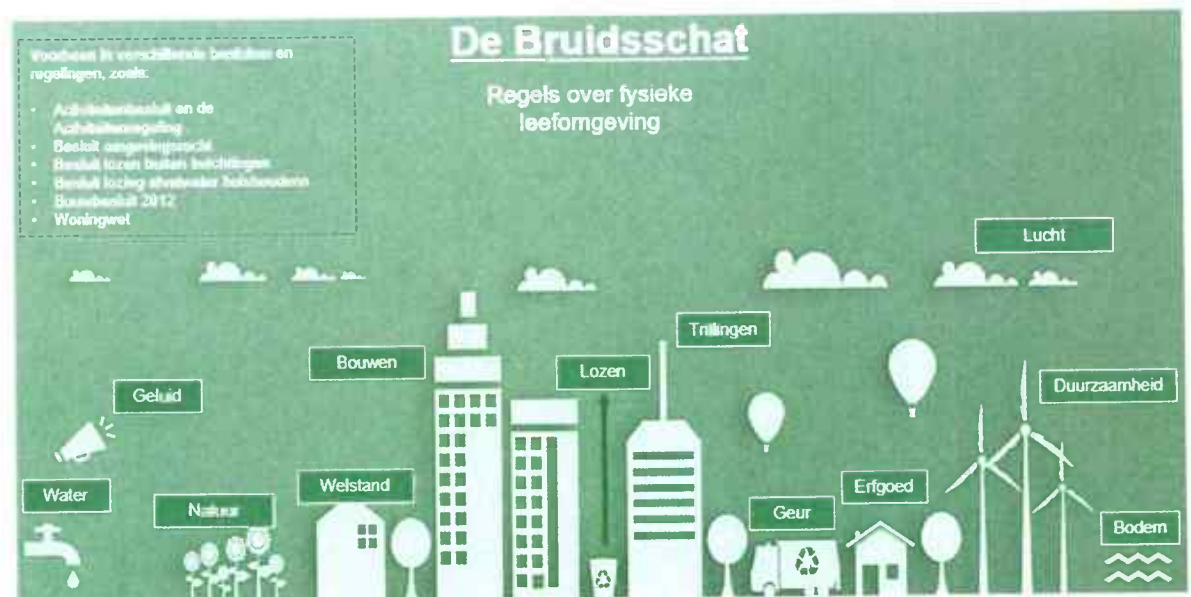 De Bruidsschat
Regels over fysieke
leefomgeving
Voorheen in verschillende besluiten en
regelingen, zoals:
• Activiteitenbesluit en de
Activiteitenregeling
• Besluit omgevingsrecht
• Besluit lozen buiten inrichtingen
• Besluit lozing afvalwater huishoudens
• Bouwbesluit 2012
• Woningwet
Lucht
Trillingen
Bouwen
Lozen
Duurzaamheid
Geluid
Welstand
Erfgoed
Water
Natuur
Geur
Bodem